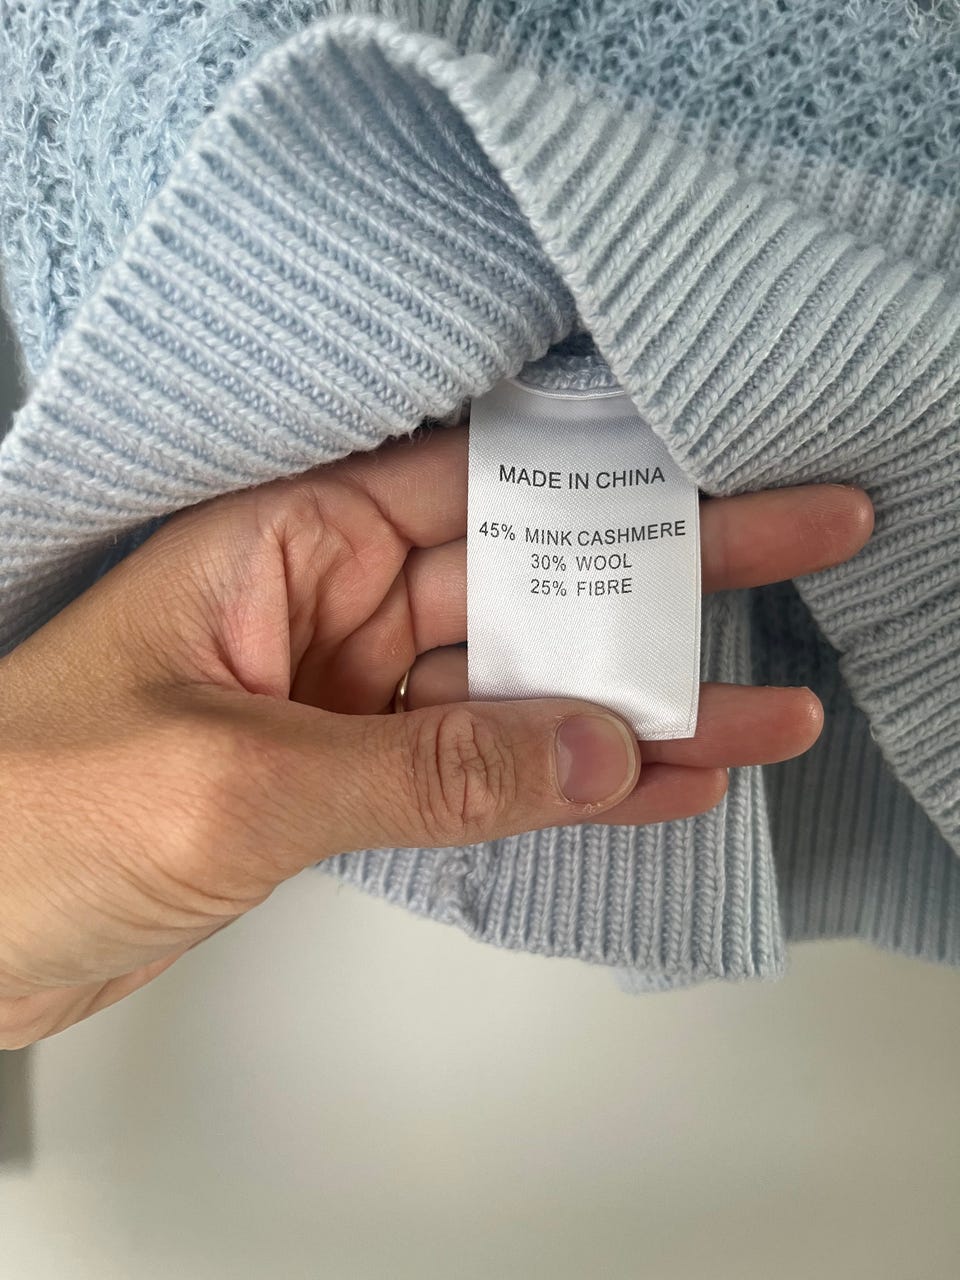 MADE IN CHINA
45% MINK CASHMERE
30% WOOL
25% FIBRE